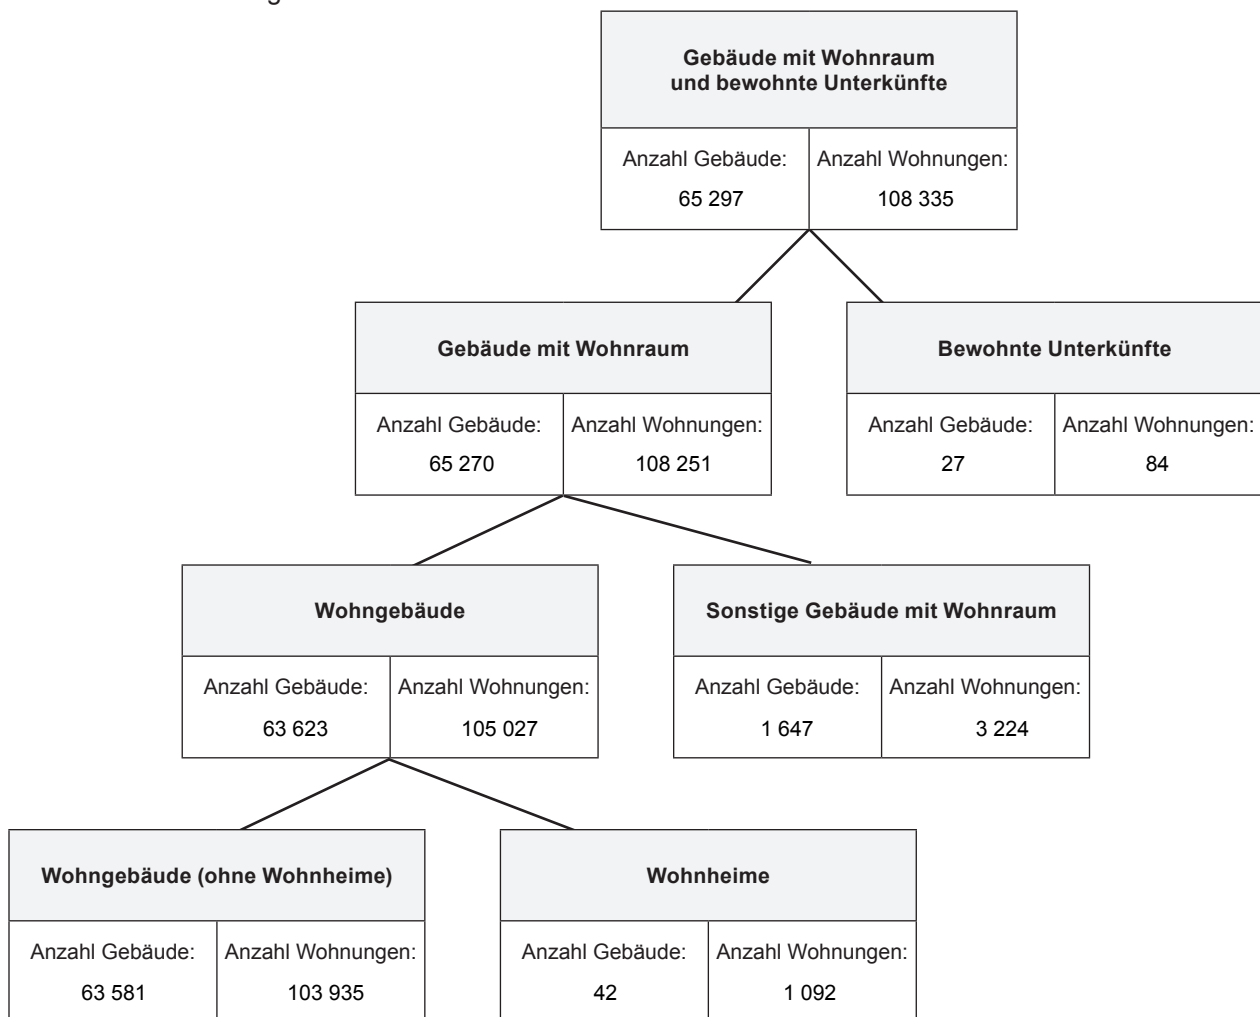 Gebäude mit Wohnraum
und bewohnte Unterkünfte
Anzahl Gebäude: Anzahl Wohnungen:
65 297 108 335
Gebäude mit Wohnraum Bewohnte Unterkünfte
Anzahl Gebäude: Anzahl Wohnungen: Anzahl Gebäude: Anzahl Wohnungen:
65 270 108 251 27 84
Wohngebäude Sonstige Gebäude mit Wohnraum
Anzahl Gebäude: Anzahl Wohnungen: Anzahl Gebäude: Anzahl Wohnungen:
63 623 105 027 1 647 3 224
Wohngebäude (ohne Wohnheime) Wohnheime
Anzahl Gebäude: Anzahl Wohnungen: Anzahl Gebäude: Anzahl Wohnungen:
63 581 103 935 42 1 092